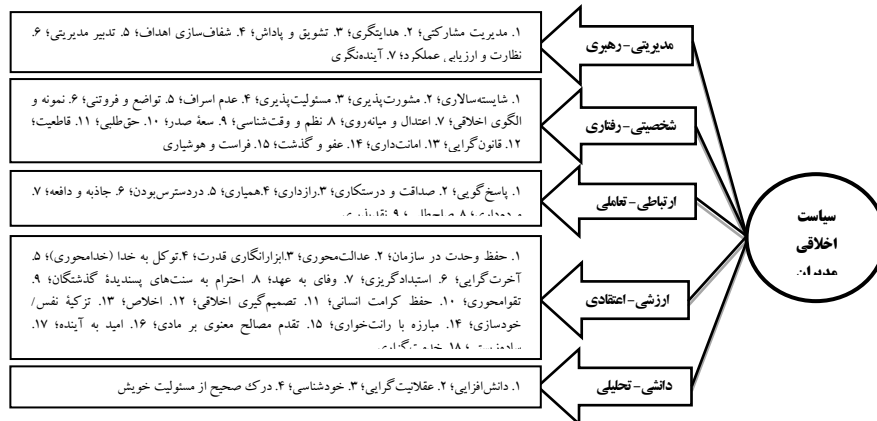 مدیریتی-رهبری
۱. مدیریت مشارکتی؛ ۲. هدایتگری؛ ۳. تشویق و پاداش؛ ۴. شفاف‌سازی اهداف؛ ۵. تدبیر مدیریتی؛ ۶.
نظارت و ارزیابی عملکرد؛ ۷. آینده‌نگری
شخصیتی-رفتاری
۱. شایسته‌سالاری؛ ۲. مشورت‌پذیری؛ ۳. مسئولیت‌پذیری؛ ۴. عدم اسراف؛ ۵. تواضع و فروتنی؛ ۶. نمونه و
الگوی اخلاقی؛ ۷. اعتدال و میانه‌روی؛ ۸. نظم و وقت‌شناسی؛ ۹. سعۀ صدر؛ ۱۰. حق‌طلبی؛ ۱۱. قاطعیت؛
۱۲. قانون‌گرایی؛ ۱۳. امانت‌داری؛ ۱۴. عفو و گذشت؛ ۱۵. فراست و هوشیاری
ارتباطی-تعاملی
۱. پاسخ‌گویی؛ ۲. صداقت و درستکاری؛ ۳.رازداری؛ ۴.همیاری؛ ۵. دردسترس‌بودن؛ ۶. جاذبه و دافعه؛ ۷.
۸. ۹.
ارزشی-اعتقادی
۱. حفظ وحدت در سازمان؛ ۲. عدالت‌محوری؛ ۳.ابزارانگاری قدرت؛ ۴.توکل به خدا (خدامحوری)؛ ۵.
آخرت‌گرایی؛ ۶. استبدادگریزی؛ ۷. وفای به عهد؛ ۸. احترام به سنت‌های پسندیدۀ گذشتگان؛ ۹.
تقوامحوری؛ ۱۰. حفظ کرامت انسانی؛ ۱۱. تصمیم‌گیری اخلاقی؛ ۱۲. اخلاص؛ ۱۳. تزکیۀ نفس/
خودسازی؛ ۱۴. مبارزه با رانت‌خواری؛ ۱۵. تقدم مصالح معنوی بر مادی؛ ۱۶. امید به آینده؛ ۱۷.
۱۸.
دانشی-تحلیلی
۱. دانش‌افزایی؛ ۲. عقلانیت‌گرایی؛ ۳. خودشناسی؛ ۴. درک صحیح از مسئولیت خویش
سیاست
اخلاقی
مدیران